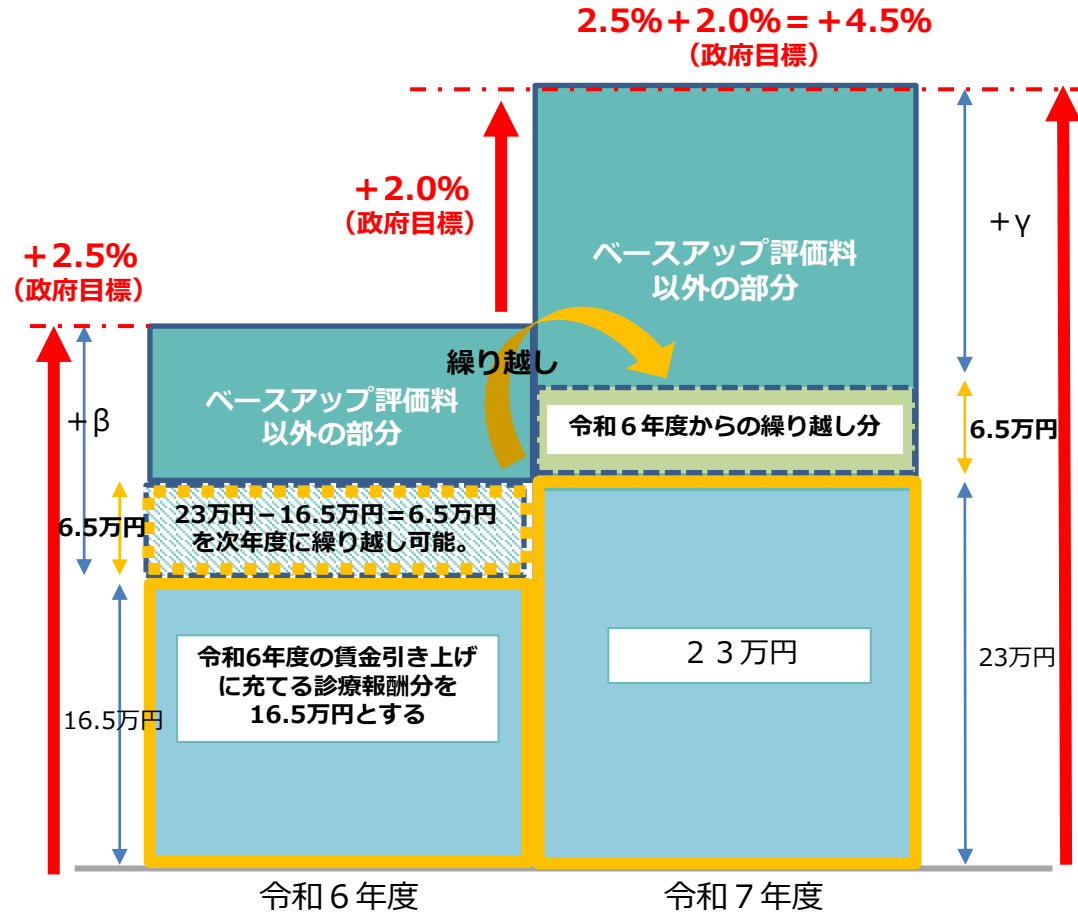 2.5%+2.0%=+4.5%
(政府目標)
+2.0%
(政府目標)
+2.5%
(政府目標)
+γ
ベースアップ評価料
以外の部分
繰り越し
ベースアップ評価料
以外の部分
+β
令和６年度からの繰り越し分
6.5万円
6.5万円
23万円－16.5万円＝6.5万円
を次年度に繰り越し可能。
令和6年度の賃金引き上げ
に充てる診療報酬分を
16.5万円とする
16.5万円
２３万円
23万円
令和６年度
令和７年度